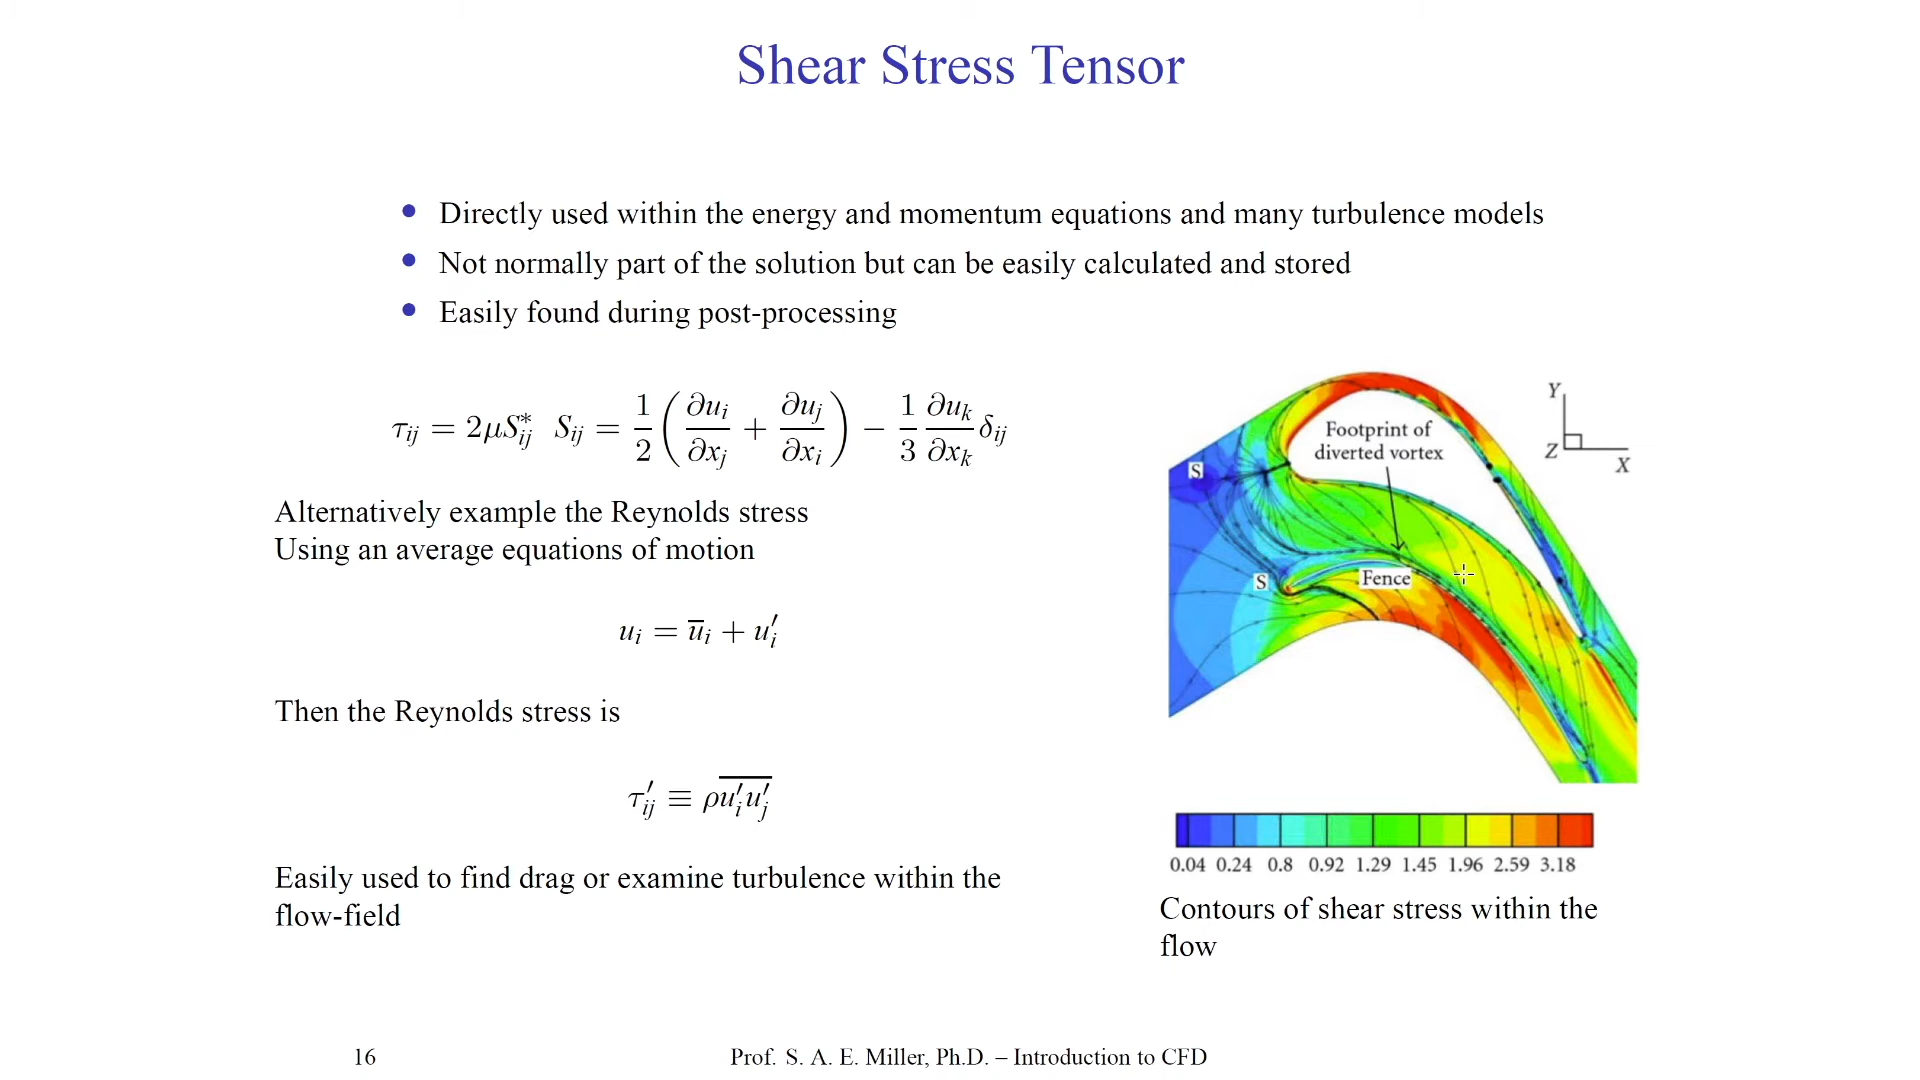 Shear Stress Tensor
• Directly used within the energy and momentum equations and many turbulence models
• Not normally part of the solution but can be easily calculated and stored
• Easily found during post-processing
τ_ij = 2μS*_ij  S_ij = 1/2 (∂u_i/∂x_j + ∂u_j/∂x_i) − 1/3 ∂u_k/∂x_k δ_ij
Alternatively example the Reynolds stress
Using an average equations of motion
u_i = u̅_i + u′_i
Then the Reynolds stress is
τ′_ij ≡ ρ\overline{u′_i u′_j}
Easily used to find drag or examine turbulence within the
flow-field
Footprint of
diverted vortex
Y
Z
X
S
S
Fence
0.04 0.24 0.8 0.92 1.29 1.45 1.96 2.59 3.18
Contours of shear stress within the
flow
16
Prof. S. A. E. Miller, Ph.D. – Introduction to CFD